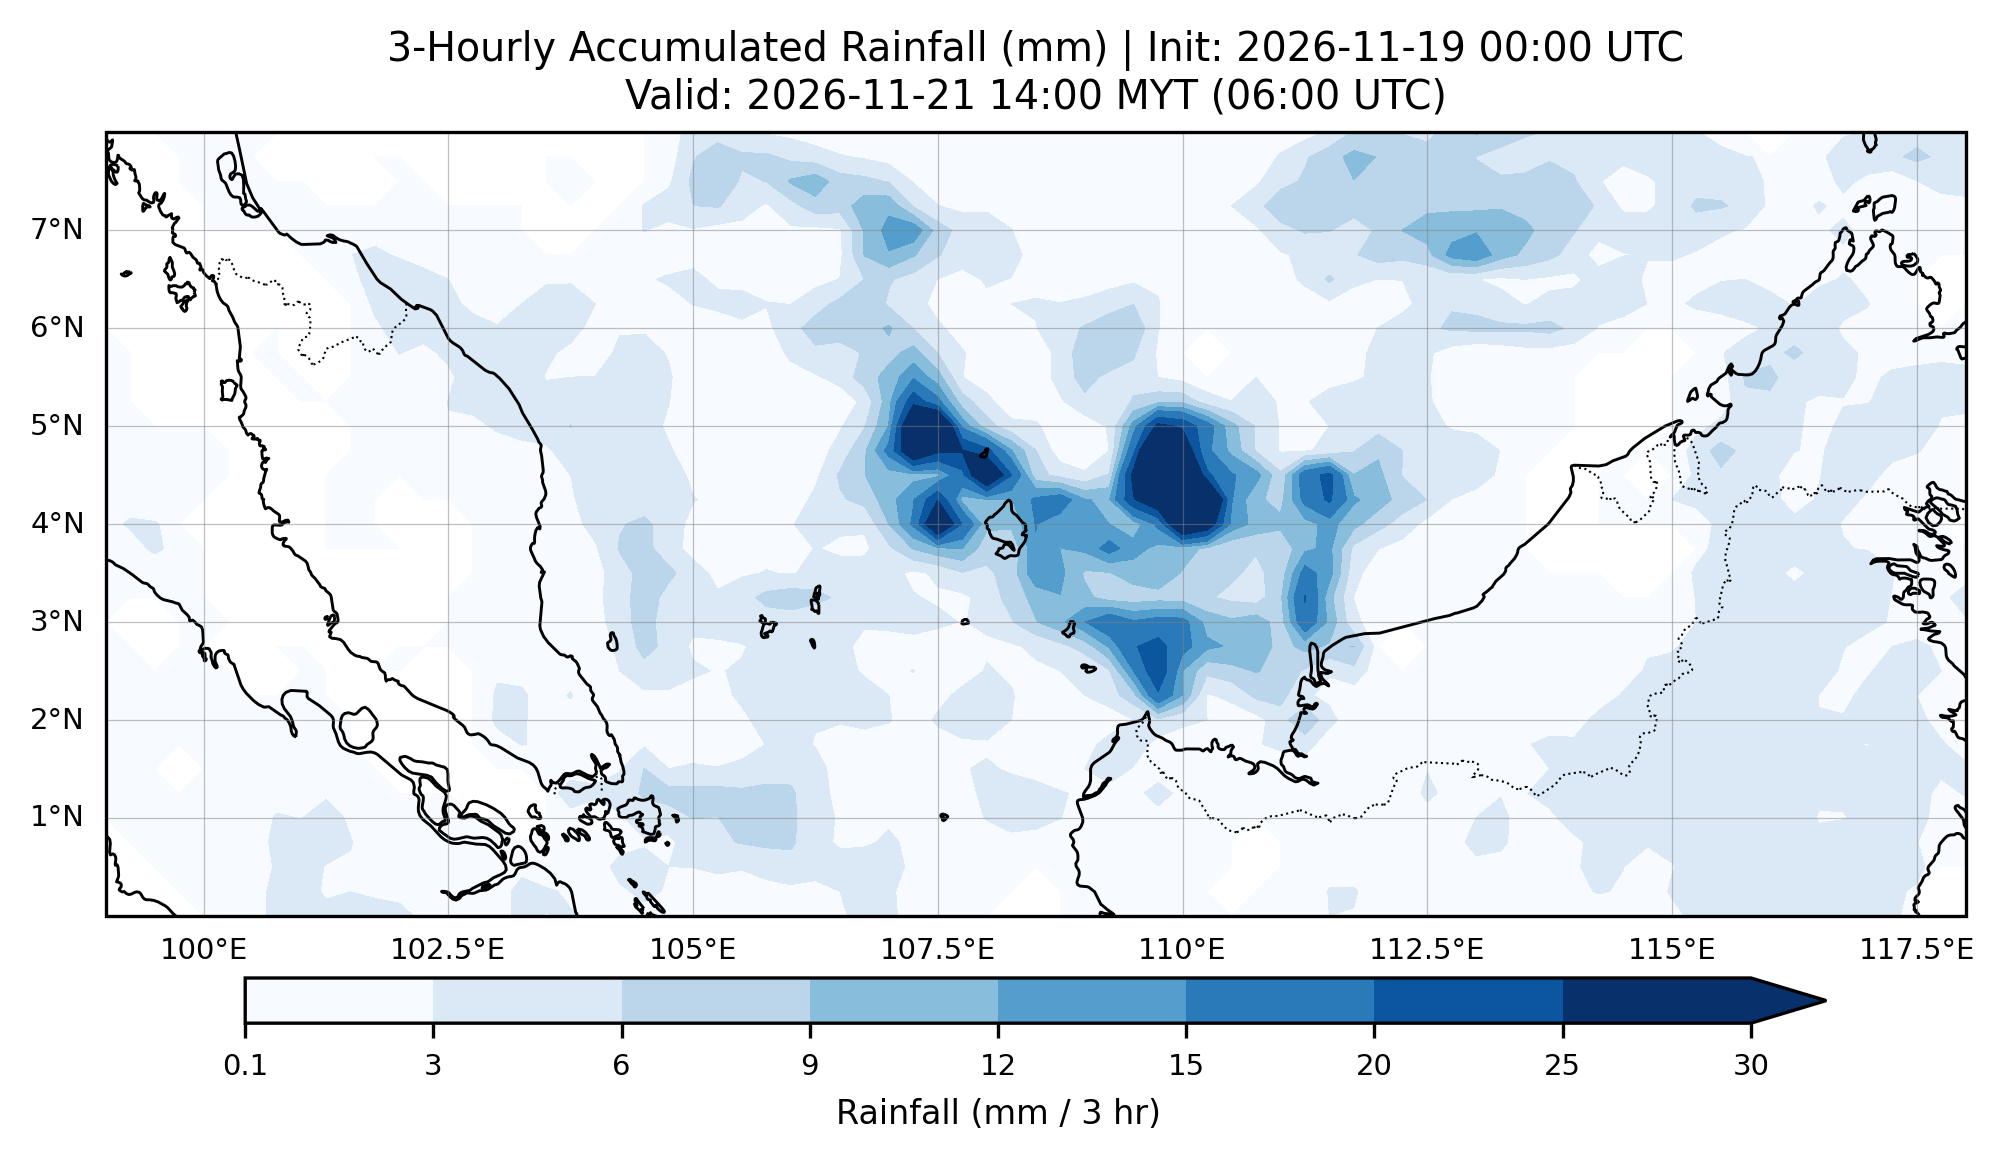 3-Hourly Accumulated Rainfall (mm) | Init: 2026-11-19 00:00 UTC
Valid: 2026-11-21 14:00 MYT (06:00 UTC)
7°N
6°N
5°N
4°N
3°N
2°N
1°N
100°E 102.5°E 105°E 107.5°E 110°E 112.5°E 115°E 117.5°E
0.1 3 6 9 12 15 20 25 30
Rainfall (mm / 3 hr)